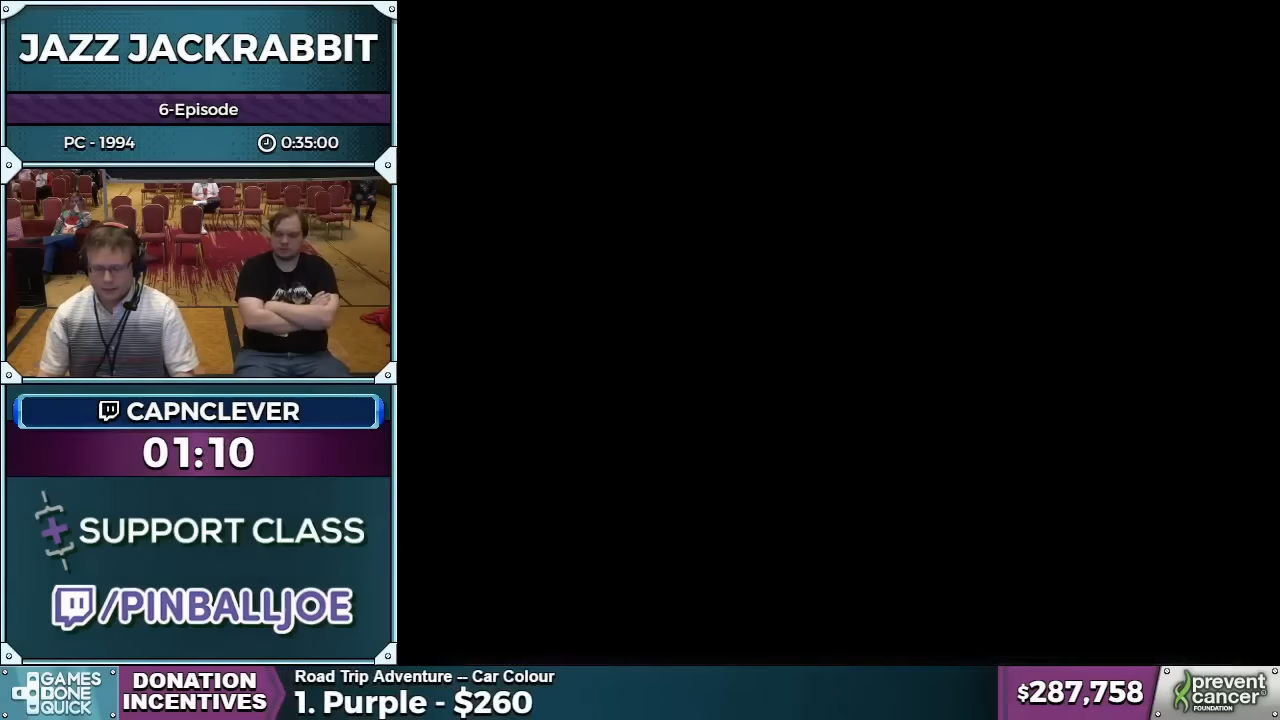 JAZZ JACKRABBIT
6-Episode
PC - 1994
0:35:00
CAPNCLEVER
01:10
SUPPORT CLASS
/PINBALLJOE
GAMES
DONE
QUICK
DONATION
INCENTIVES
Road Trip Adventure – Car Colour
1. Purple - $260
$287,758
prevent
cancer
FOUNDATION